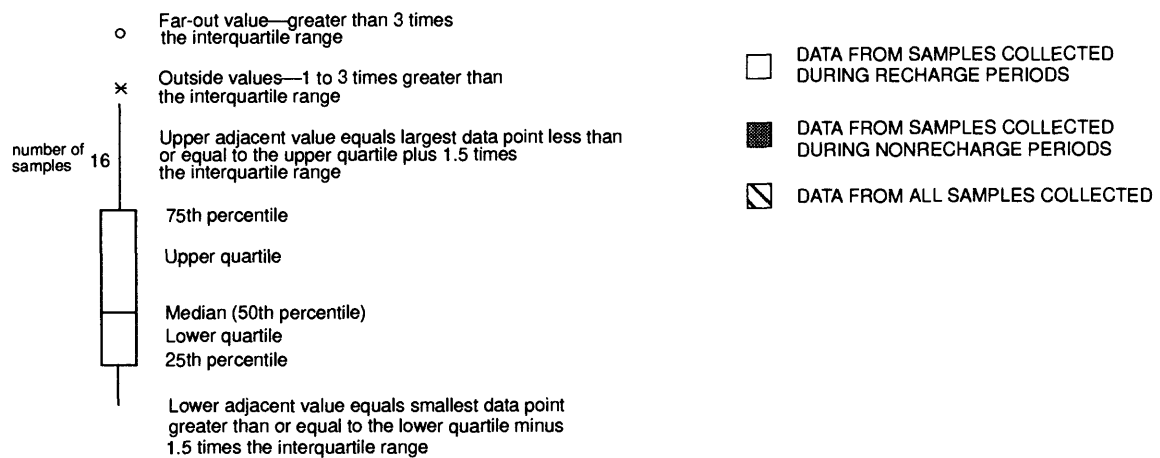 Far-out value—greater than 3 times
the interquartile range
Outside values—1 to 3 times greater than
the interquartile range
number of
samples
16
Upper adjacent value equals largest data point less than
or equal to the upper quartile plus 1.5 times
the interquartile range
75th percentile
Upper quartile
Median (50th percentile)
Lower quartile
25th percentile
Lower adjacent value equals smallest data point
greater than or equal to the lower quartile minus
1.5 times the interquartile range
DATA FROM SAMPLES COLLECTED
DURING RECHARGE PERIODS
DATA FROM SAMPLES COLLECTED
DURING NONRECHARGE PERIODS
DATA FROM ALL SAMPLES COLLECTED